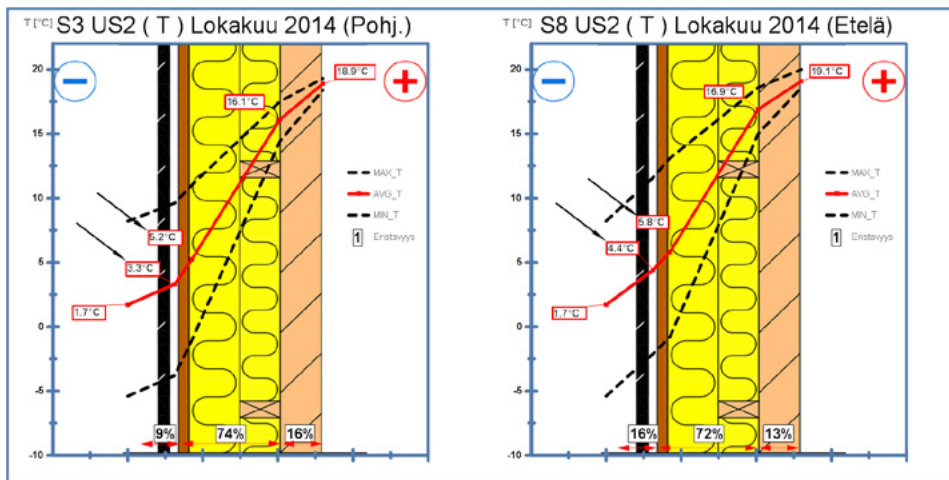 T [°C] S3 US2 ( T ) Lokakuu 2014 (Pohj.)
20
15
10
5
0
-5
-10
18.9°C
16.1°C
5.2°C
3.3°C
1.7°C
MAX_T
AVG_T
MIN_T
1 Eristävyys
9% 74% 16%
T [°C] S8 US2 ( T ) Lokakuu 2014 (Etelä)
20
15
10
5
0
-5
-10
19.1°C
16.9°C
5.8°C
4.4°C
1.7°C
MAX_T
AVG_T
MIN_T
1 Eristävyys
16% 72% 13%